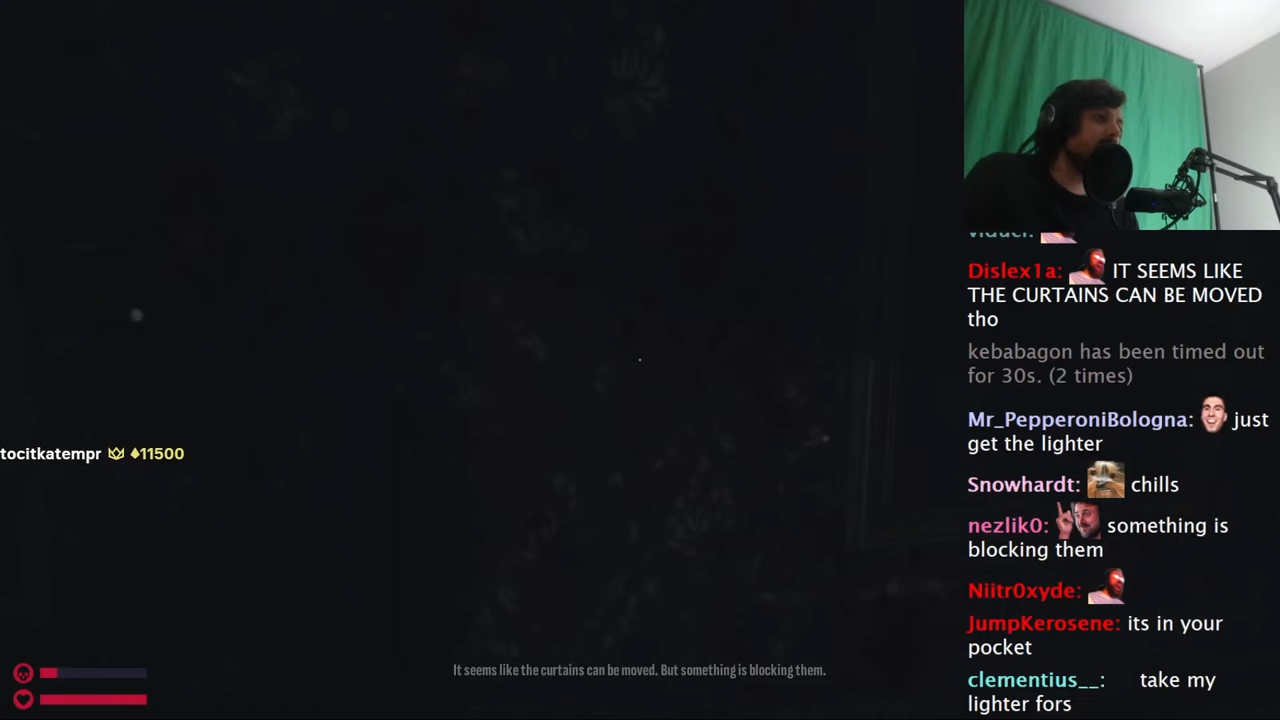 Dislex1a: IT SEEMS LIKE
THE CURTAINS CAN BE MOVED
tho
kebabagon has been timed out
for 30s. (2 times)
Mr_PepperoniBologna: just
get the lighter
Snowhardt: chills
nezlik0: something is
blocking them
Niitr0xyde:
JumpKerosene: its in your
pocket
clementius__: take my
lighter fors
tocitkatempr 11500
It seems like the curtains can be moved. But something is blocking them.